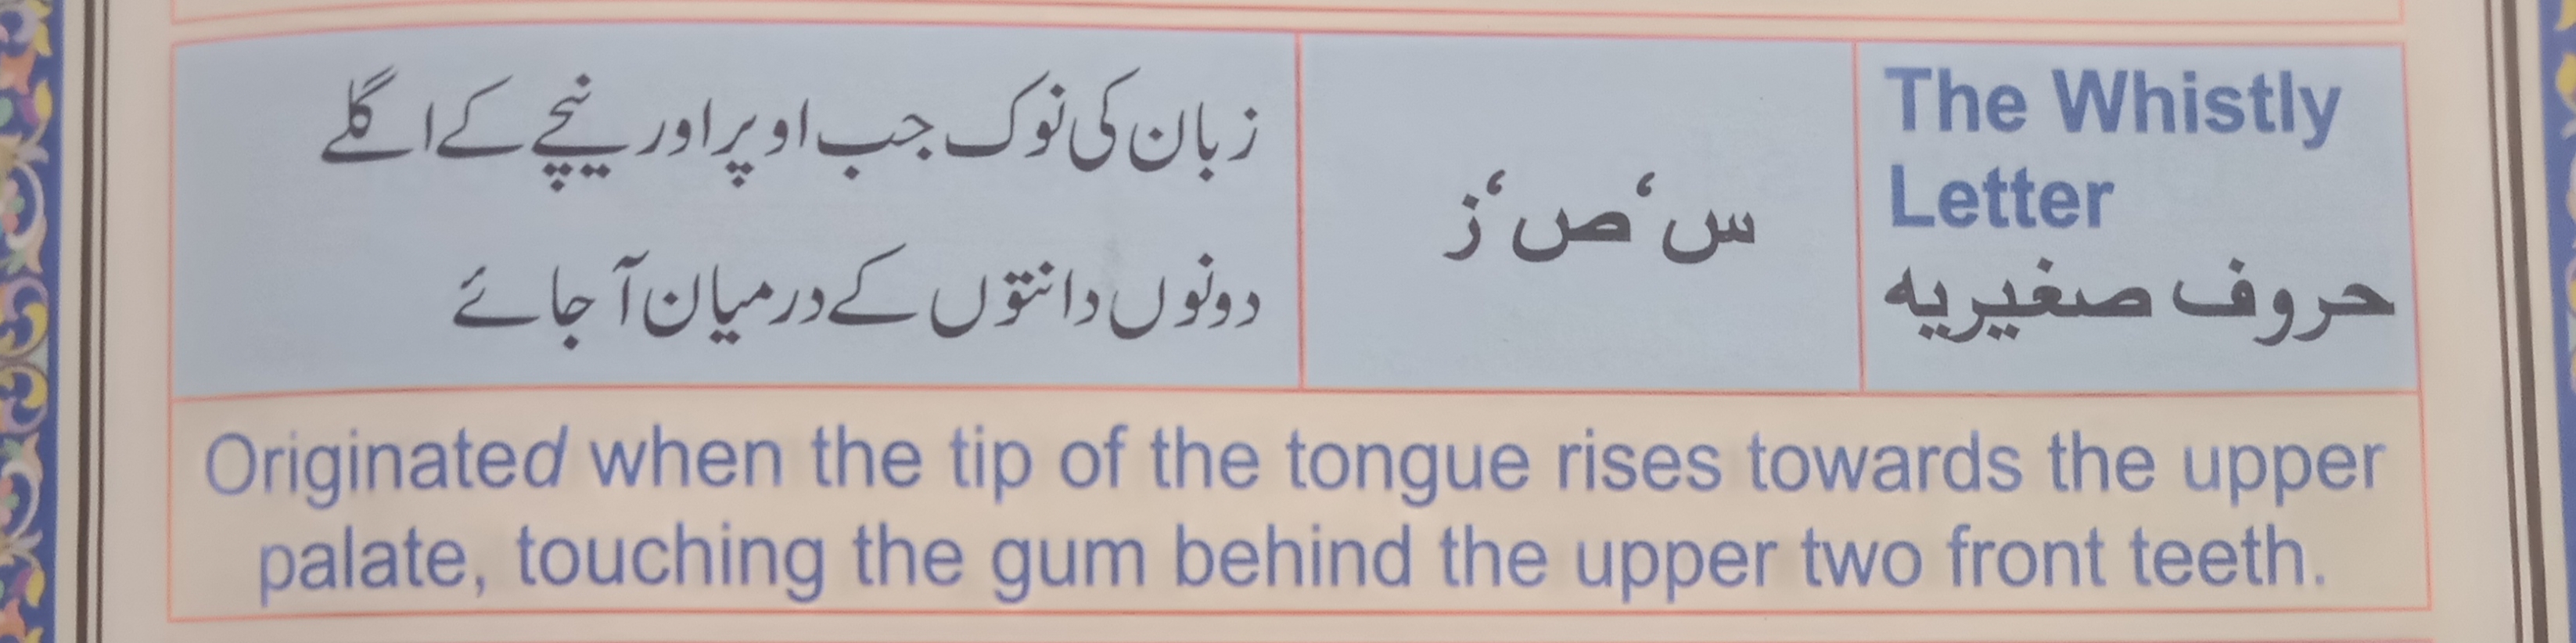 The Whistly
Letter
حروف صغیریه
س‘ ص‘ ز
زبان کی نوک جب اوپر اور نیچے کے اگلے
دونوں دانتوں کے درمیان آ جائے
Originated when the tip of the tongue rises towards the upper
palate, touching the gum behind the upper two front teeth.